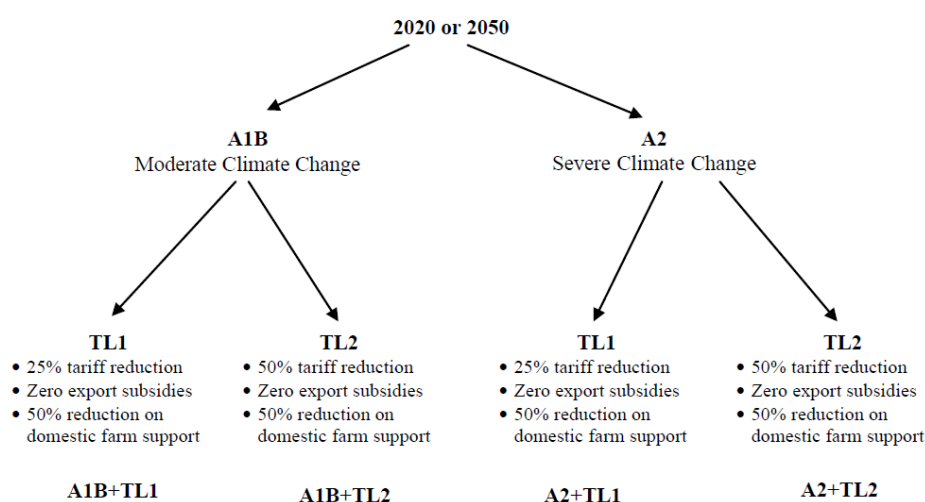 2020 or 2050
A1B
Moderate Climate Change
A2
Severe Climate Change
TL1
• 25% tariff reduction
• Zero export subsidies
• 50% reduction on
domestic farm support
TL2
• 50% tariff reduction
• Zero export subsidies
• 50% reduction on
domestic farm support
TL1
• 25% tariff reduction
• Zero export subsidies
• 50% reduction on
domestic farm support
TL2
• 50% tariff reduction
• Zero export subsidies
• 50% reduction on
domestic farm support
A1B+TL1
A1B+TL2
A2+TL1
A2+TL2